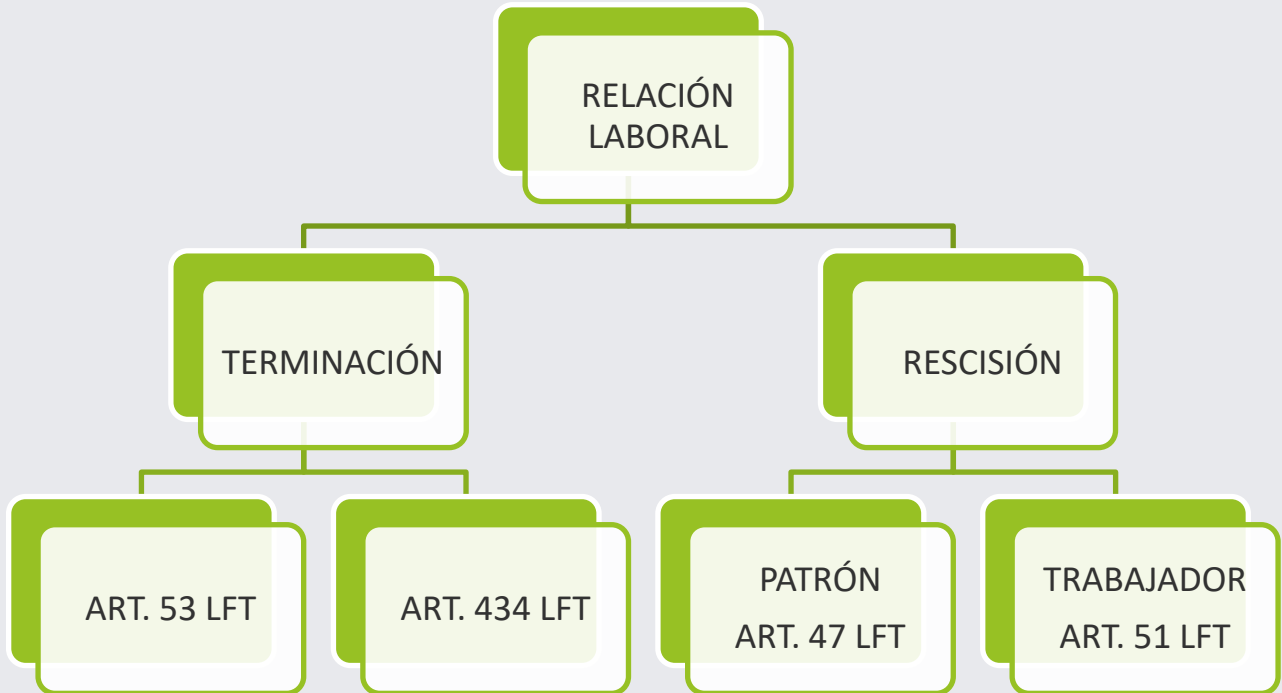 RELACIÓN
LABORAL
TERMINACIÓN
RESCISIÓN
ART. 53 LFT
ART. 434 LFT
PATRÓN
ART. 47 LFT
TRABAJADOR
ART. 51 LFT